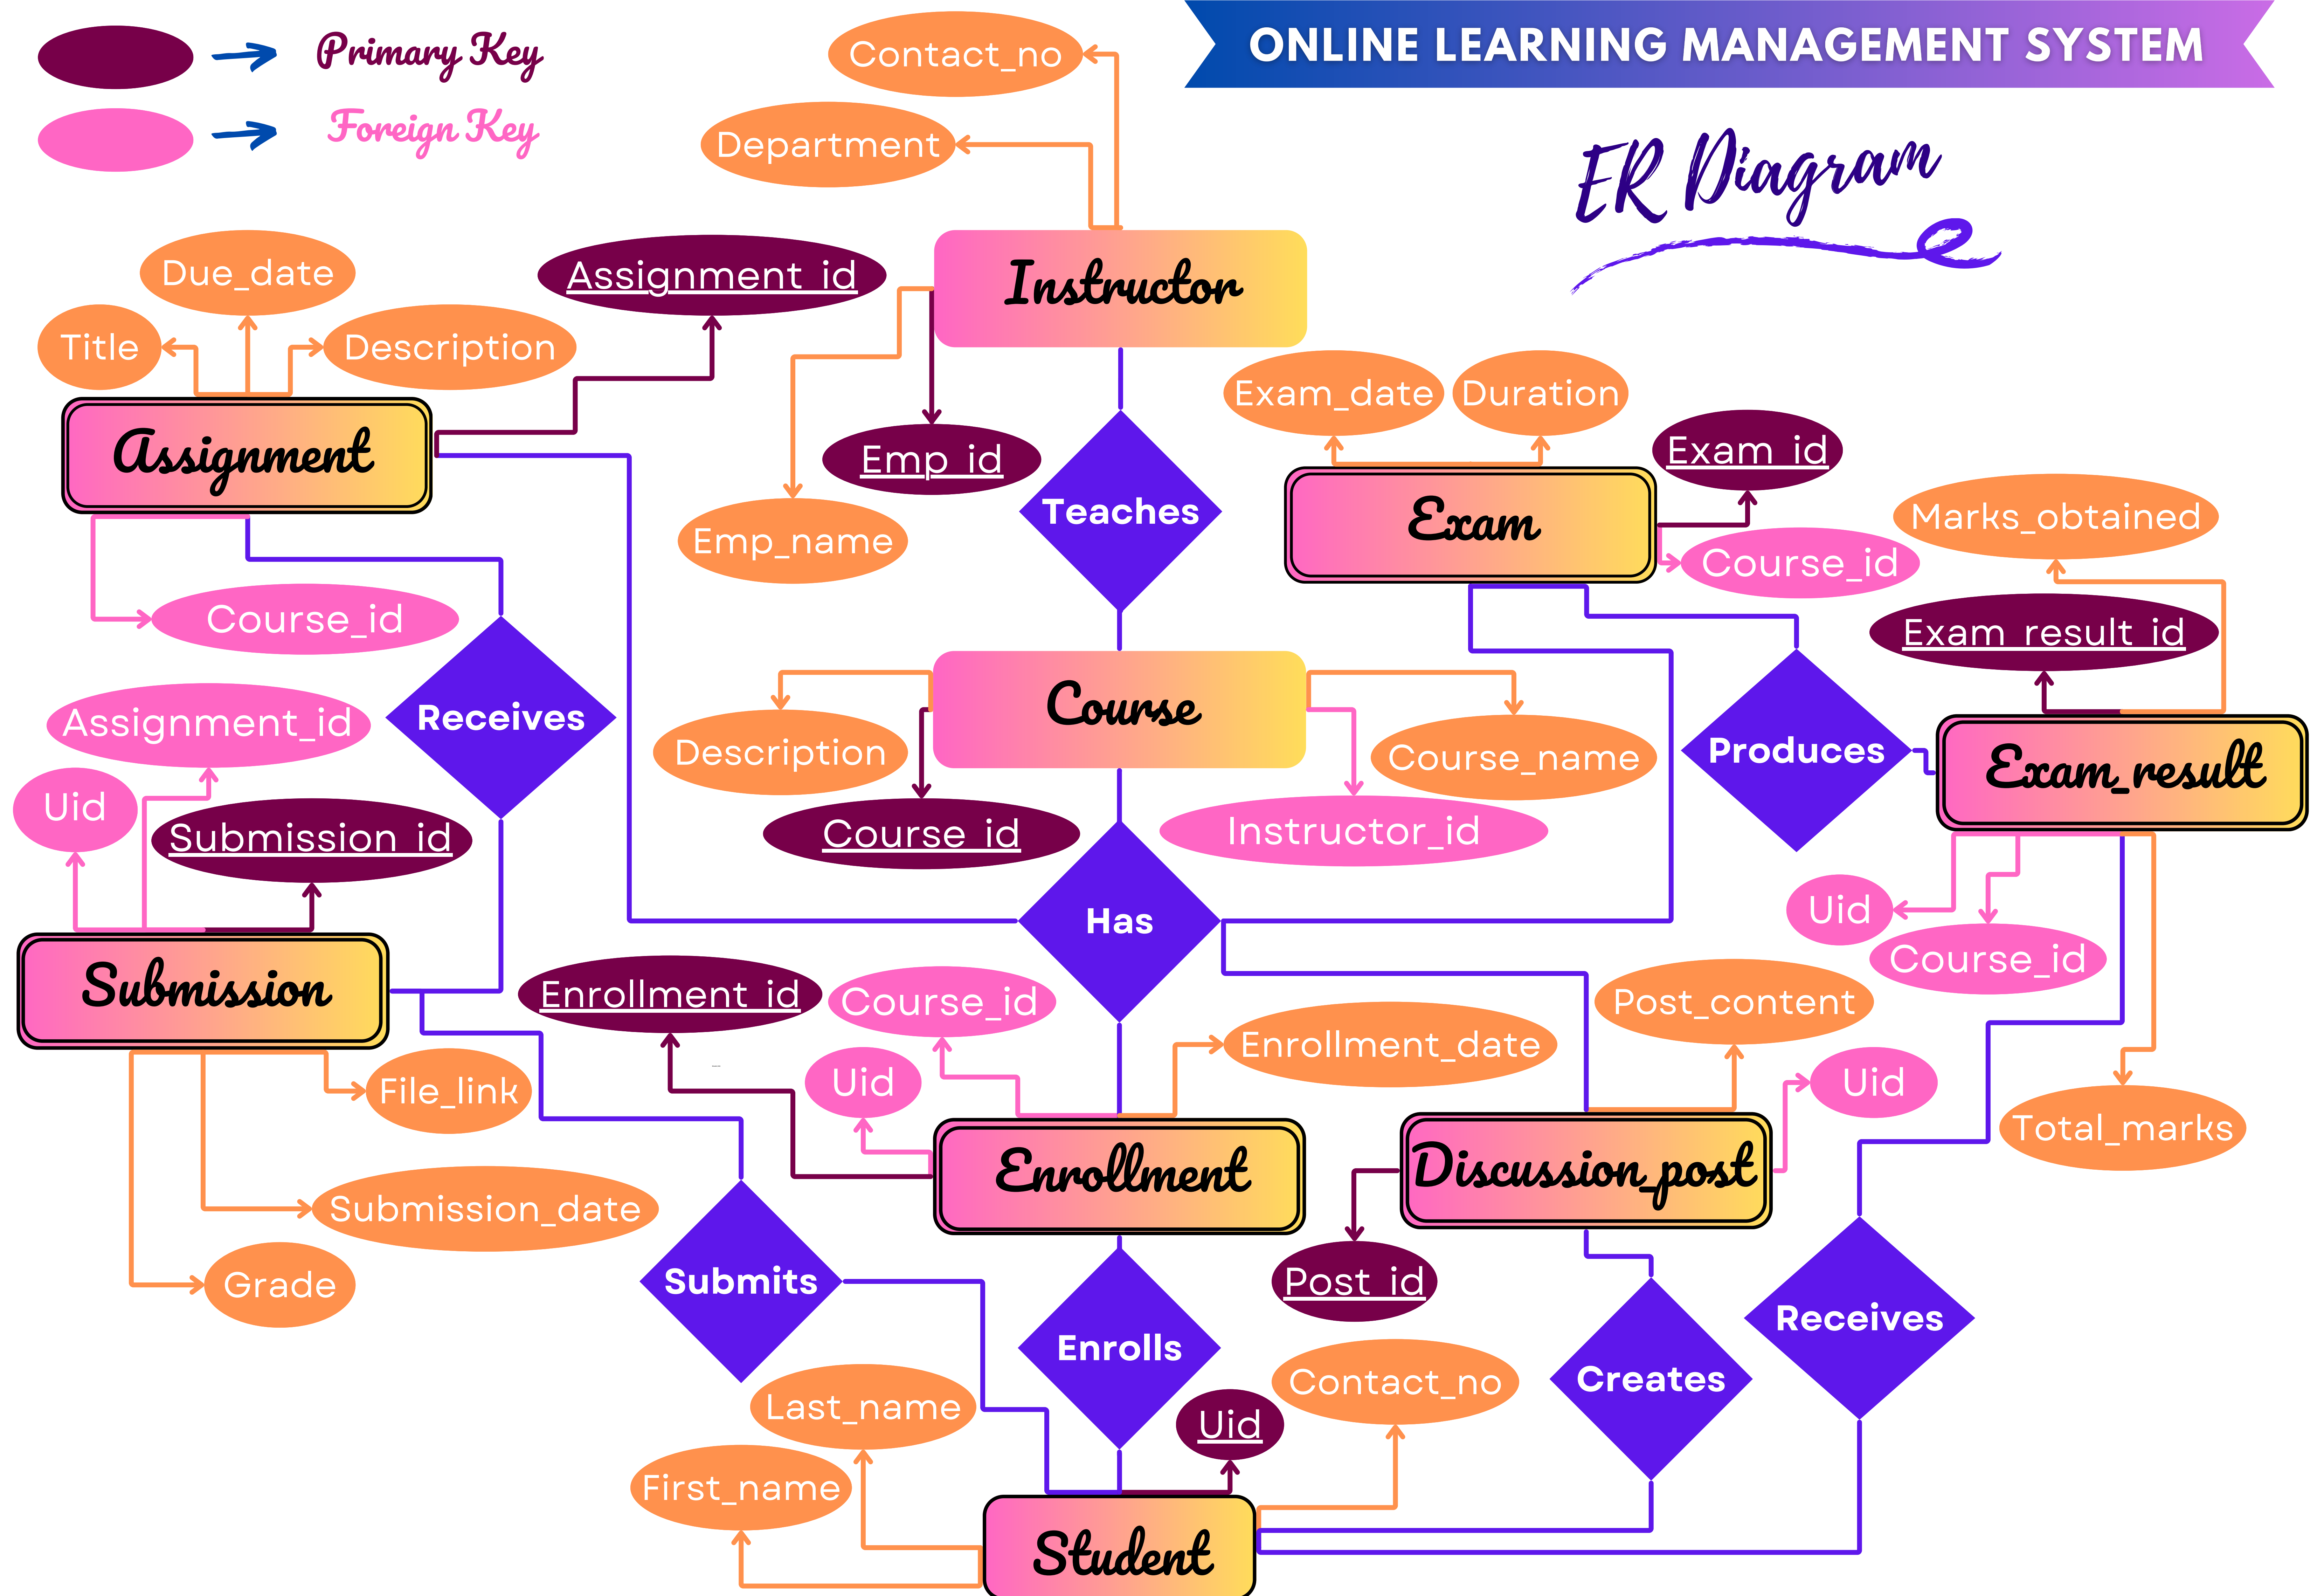 ONLINE LEARNING MANAGEMENT SYSTEM
ER Diagram
Primary Key
Foreign Key
Contact_no
Department
Instructor
Emp_id
Emp_name
Teaches
Due_date
Title
Description
Assignment_id
Assignment
Course_id
Receives
Exam_date
Duration
Exam_id
Exam
Course_id
Marks_obtained
Exam_result_id
Produces
Exam_result
Uid
Course_id
Total_marks
Course
Description
Course_id
Course_name
Instructor_id
Has
Assignment_id
Uid
Submission_id
Submission
File_link
Submission_date
Grade
Submits
Enrollment_id
Course_id
Uid
Enrollment_date
Enrollment
Enrolls
Post_content
Uid
Discussion_post
Post_id
Creates
Receives
Last_name
First_name
Uid
Contact_no
Student